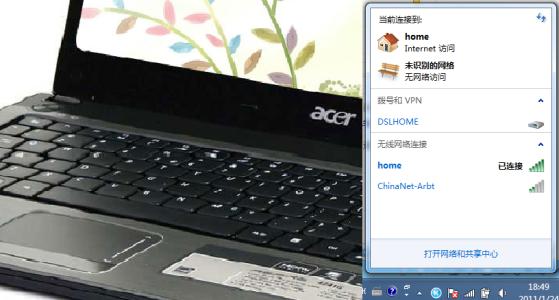 当前连接到:
home
Internet 访问
未识别的网络
无网络访问
拨号和 VPN
DSLHOME
无线网络连接
home 已连接
ChinaNet-Arbt
打开网络和共享中心
18:49
acer